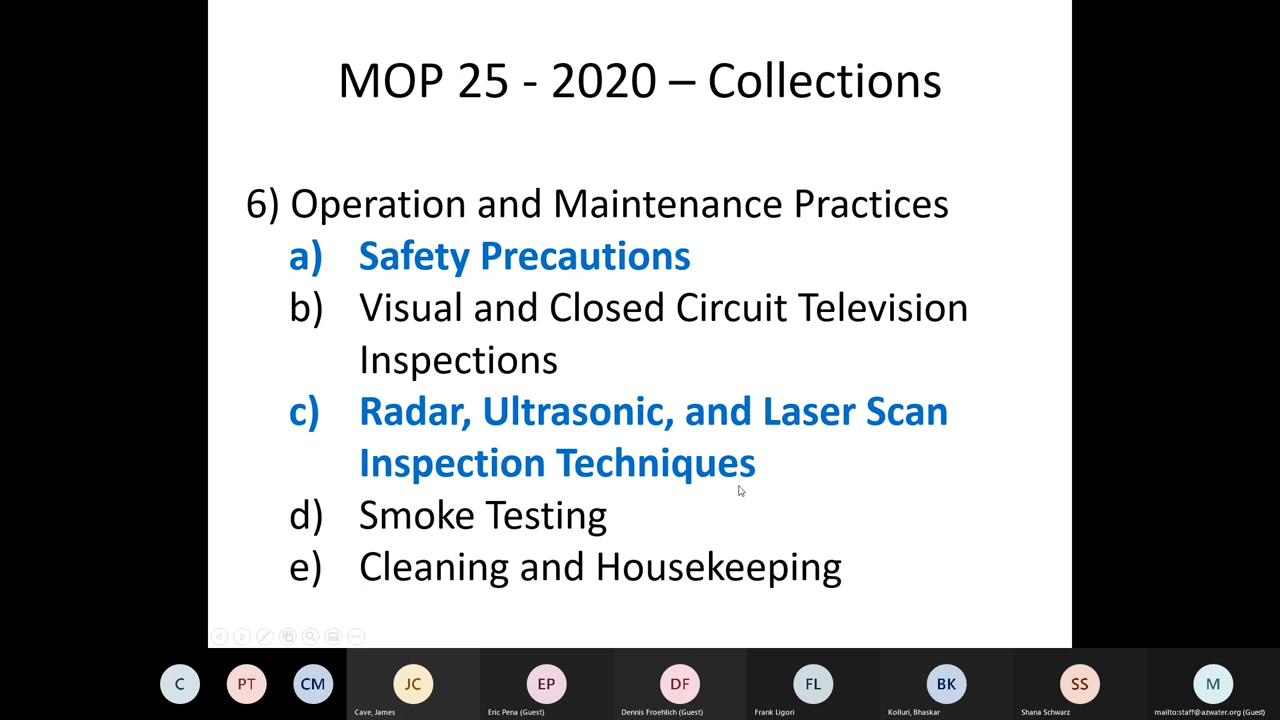 MOP 25 - 2020 – Collections
6) Operation and Maintenance Practices
a) Safety Precautions
b) Visual and Closed Circuit Television
Inspections
c) Radar, Ultrasonic, and Laser Scan
Inspection Techniques
d) Smoke Testing
e) Cleaning and Housekeeping
C PT CM JC EP DF FL BK SS M
Cave, James Eric Pena (Guest) Dennis Froehlich (Guest) Frank Ligori Kolluri, Bhaskar Shana Schwarz mailto:staff@azwater.org (Guest)